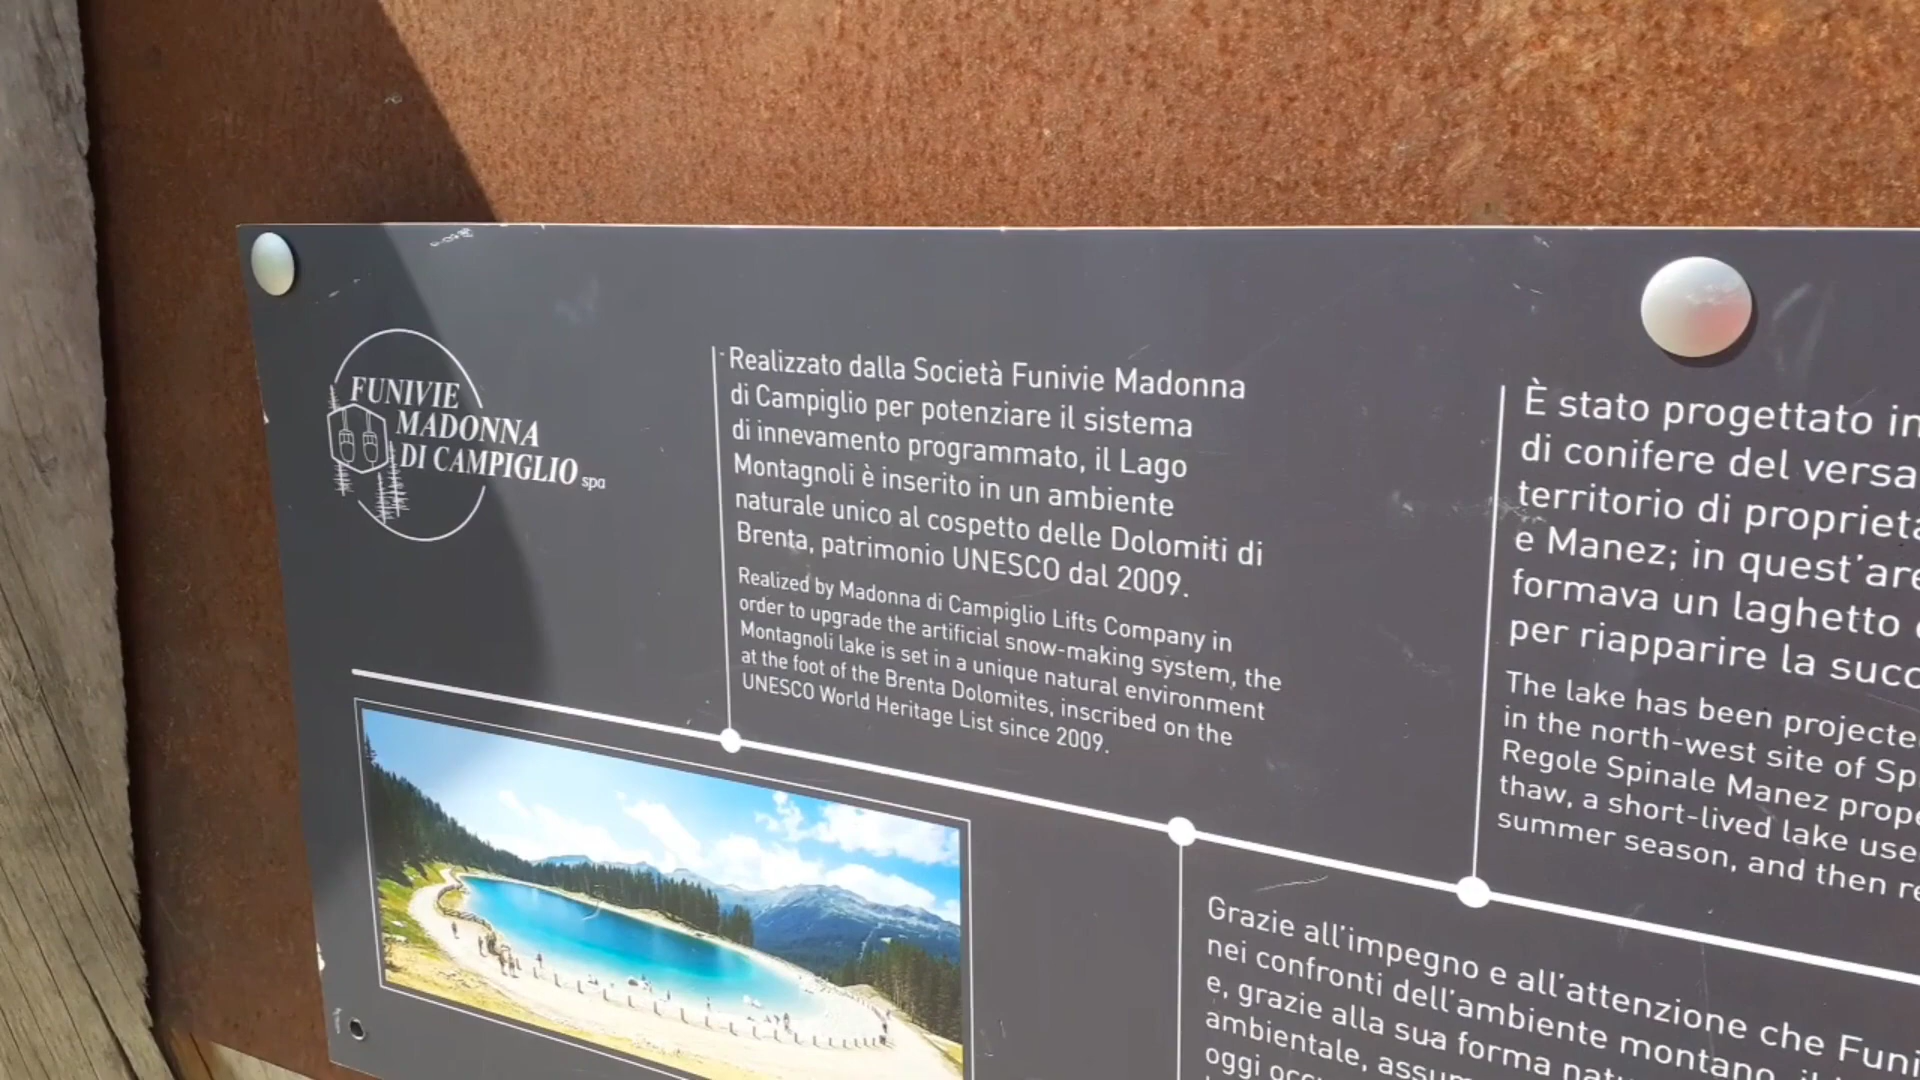 FUNIVIE
MADONNA
DI CAMPIGLIO spa
Realizzato dalla Società Funivie Madonna
di Campiglio per potenziare il sistema
di innevamento programmato, il Lago
Montagnoli è inserito in un ambiente
naturale unico al cospetto delle Dolomiti di
Brenta, patrimonio UNESCO dal 2009.
Realized by Madonna di Campiglio Lifts Company in
order to upgrade the artificial snow-making system, the
Montagnoli lake is set in a unique natural environment
at the foot of the Brenta Dolomites, inscribed on the
UNESCO World Heritage List since 2009.
È stato progettato in
di conifere del versa
territorio di proprietà
e Manez; in quest'are
formava un laghetto
per riapparire la succ
The lake has been projecte
in the north-west site of Sp
Regole Spinale Manez prope
thaw, a short-lived lake use
summer season, and then re
Grazie all'impegno e all'attenzione che Funi
nei confronti dell'ambiente montano, il
e, grazie alla sua forma natu
ambientale, assum
oggi occ